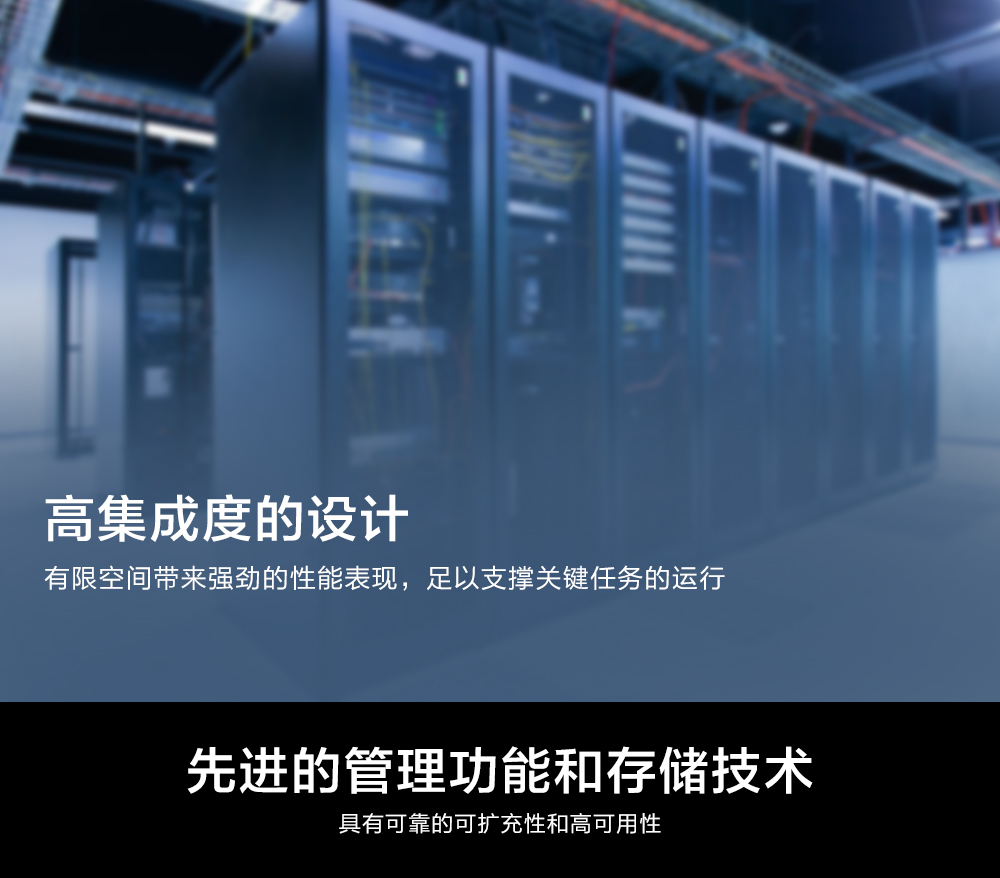 高集成度的设计
有限空间带来强劲的性能表现，足以支撑关键任务的运行
先进的管理功能和存储技术
具有可靠的可扩充性和高可用性